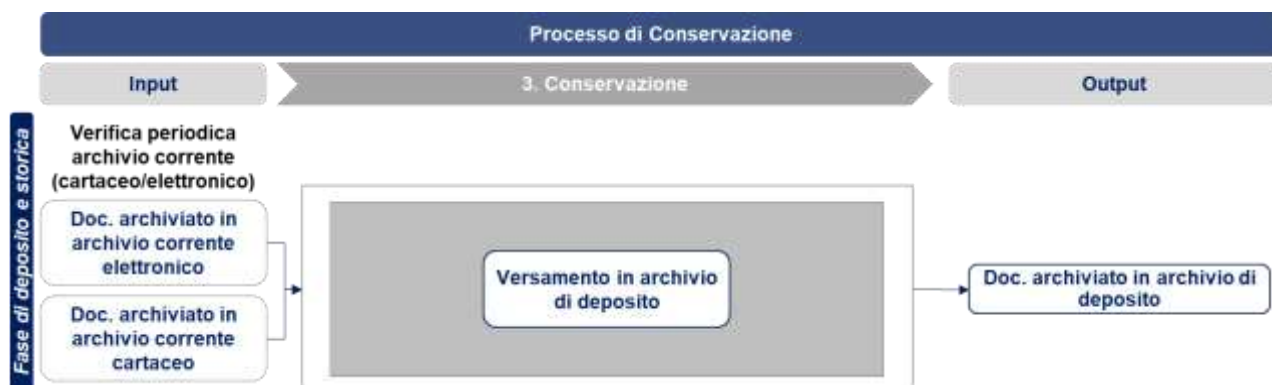 Processo di Conservazione
Input
3. Conservazione
Output
Fase di deposito e storica
Verifica periodica
archivio corrente
(cartaceo/elettronico)
Doc. archiviato in
archivio corrente
elettronico
Doc. archiviato in
archivio corrente
cartaceo
Versamento in archivio
di deposito
Doc. archiviato in archivio di
deposito